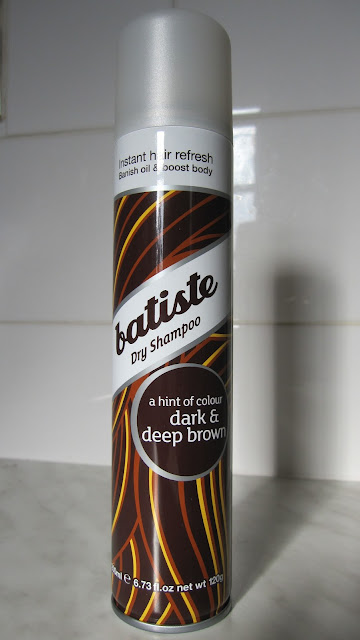 Instant hair refresh
Banish oil & boost body
batiste
Dry Shampoo
a hint of colour
dark &
deep brown
℮ 6.73 fl.oz net wt 120g